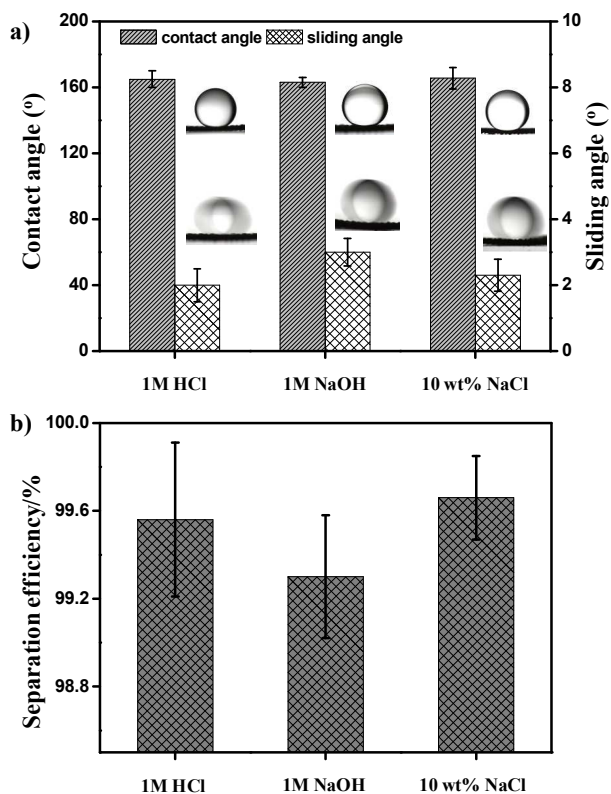 a)
200
160
120
80
40
0
Contact angle (°)
contact angle
sliding angle
10
8
6
4
2
0
Sliding angle (°)
1M HCl
1M NaOH
10 wt% NaCl
b)
100.0
99.6
99.2
98.8
Separation efficiency/%
1M HCl
1M NaOH
10 wt% NaCl